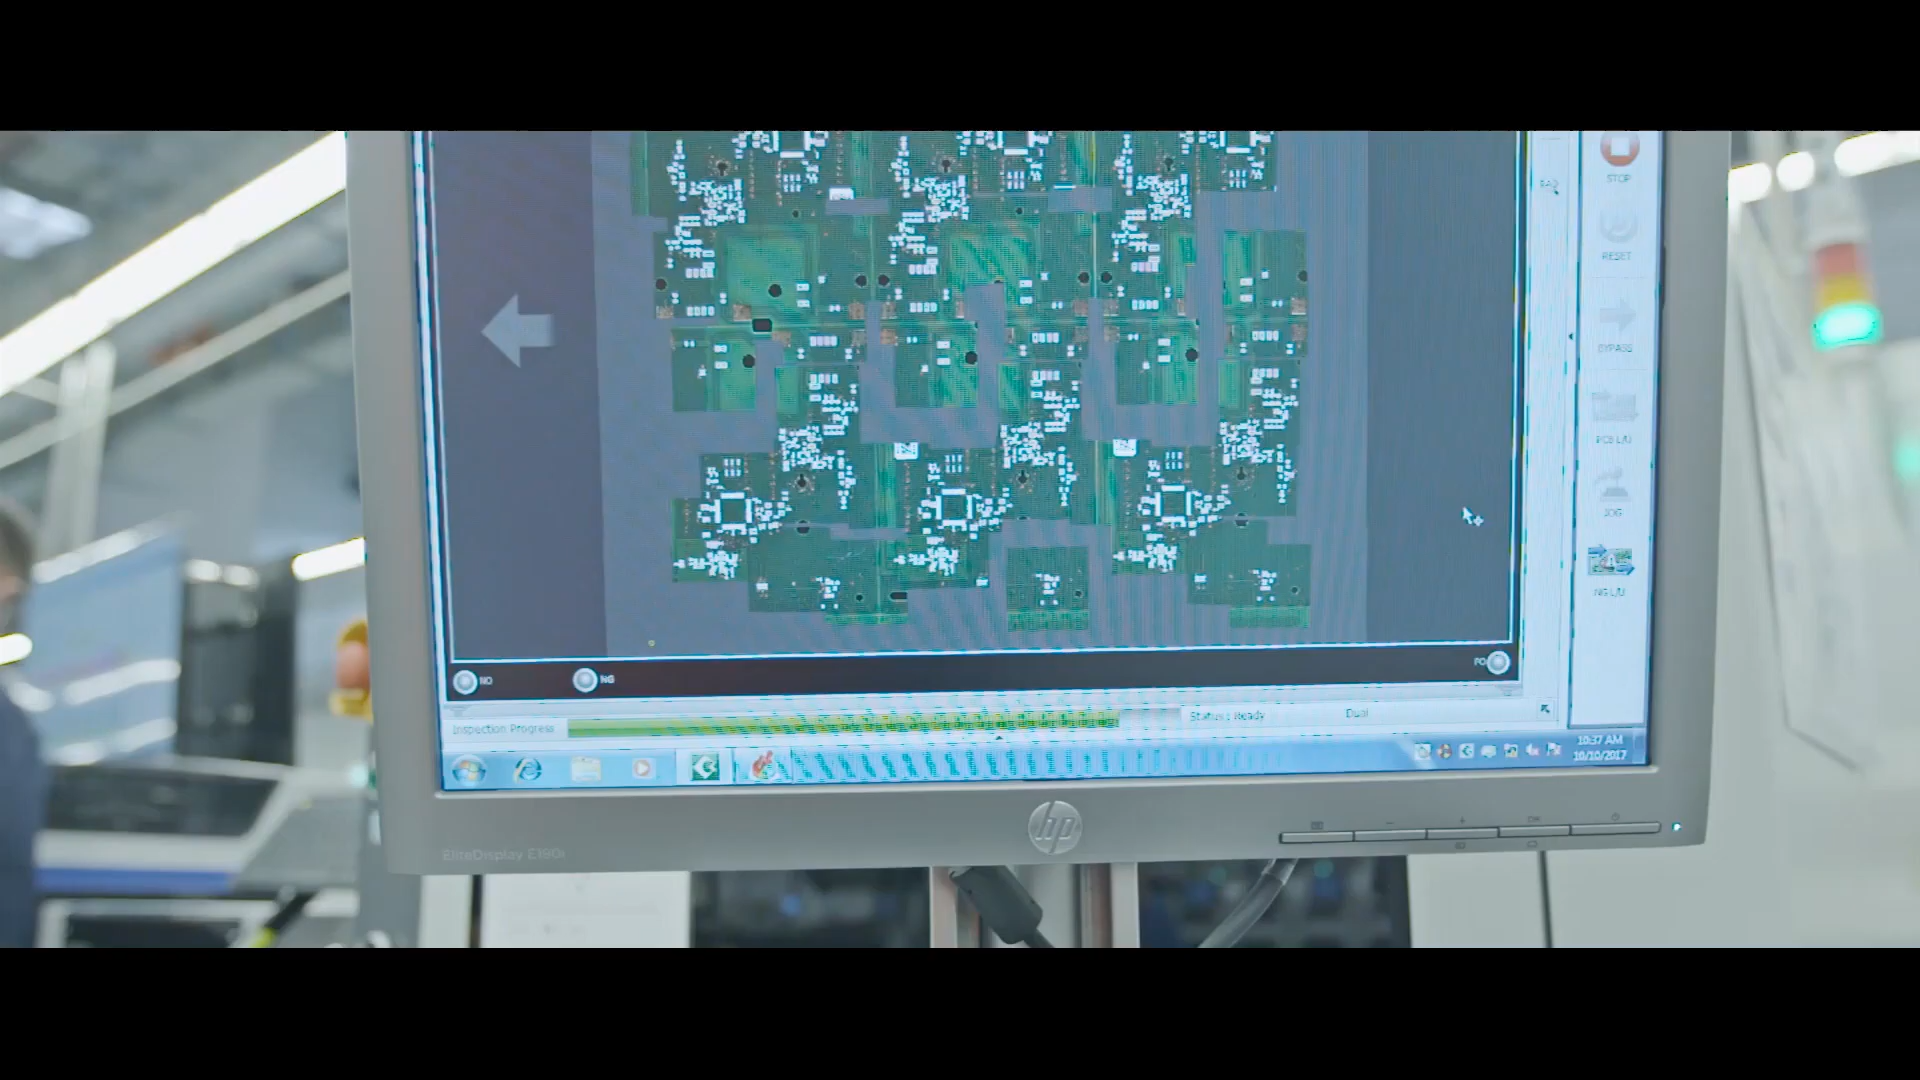 STOP
RESET
BYPASS
PCB L/U
JOG
NG L/U
NG
Inspection Progress
Status : Ready
Dual
10:37 AM
10/10/2017
hp
EliteDisplay E190i
OK